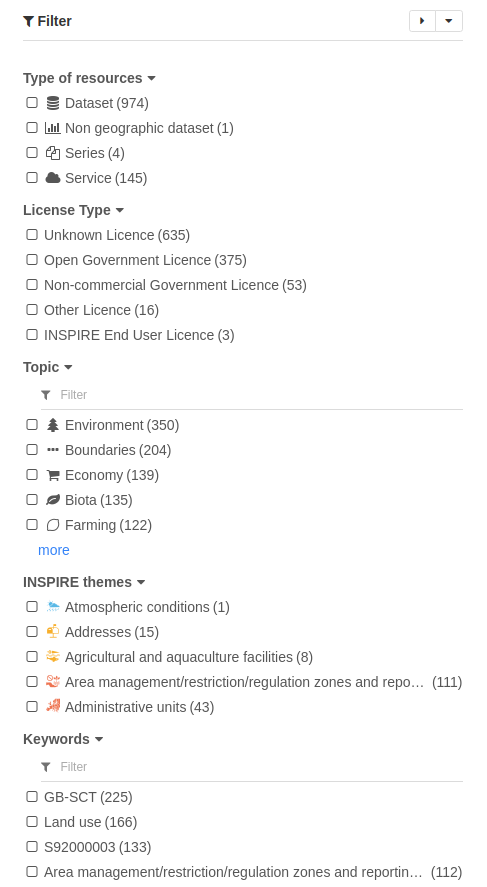 Filter
Type of resources
Dataset (974)
Non geographic dataset (1)
Series (4)
Service (145)
License Type
Unknown Licence (635)
Open Government Licence (375)
Non-commercial Government Licence (53)
Other Licence (16)
INSPIRE End User Licence (3)
Topic
Filter
Environment (350)
Boundaries (204)
Economy (139)
Biota (135)
Farming (122)
more
INSPIRE themes
Atmospheric conditions (1)
Addresses (15)
Agricultural and aquaculture facilities (8)
Area management/restriction/regulation zones and repo... (111)
Administrative units (43)
Keywords
Filter
GB-SCT (225)
Land use (166)
S92000003 (133)
Area management/restriction/regulation zones and reportin... (112)